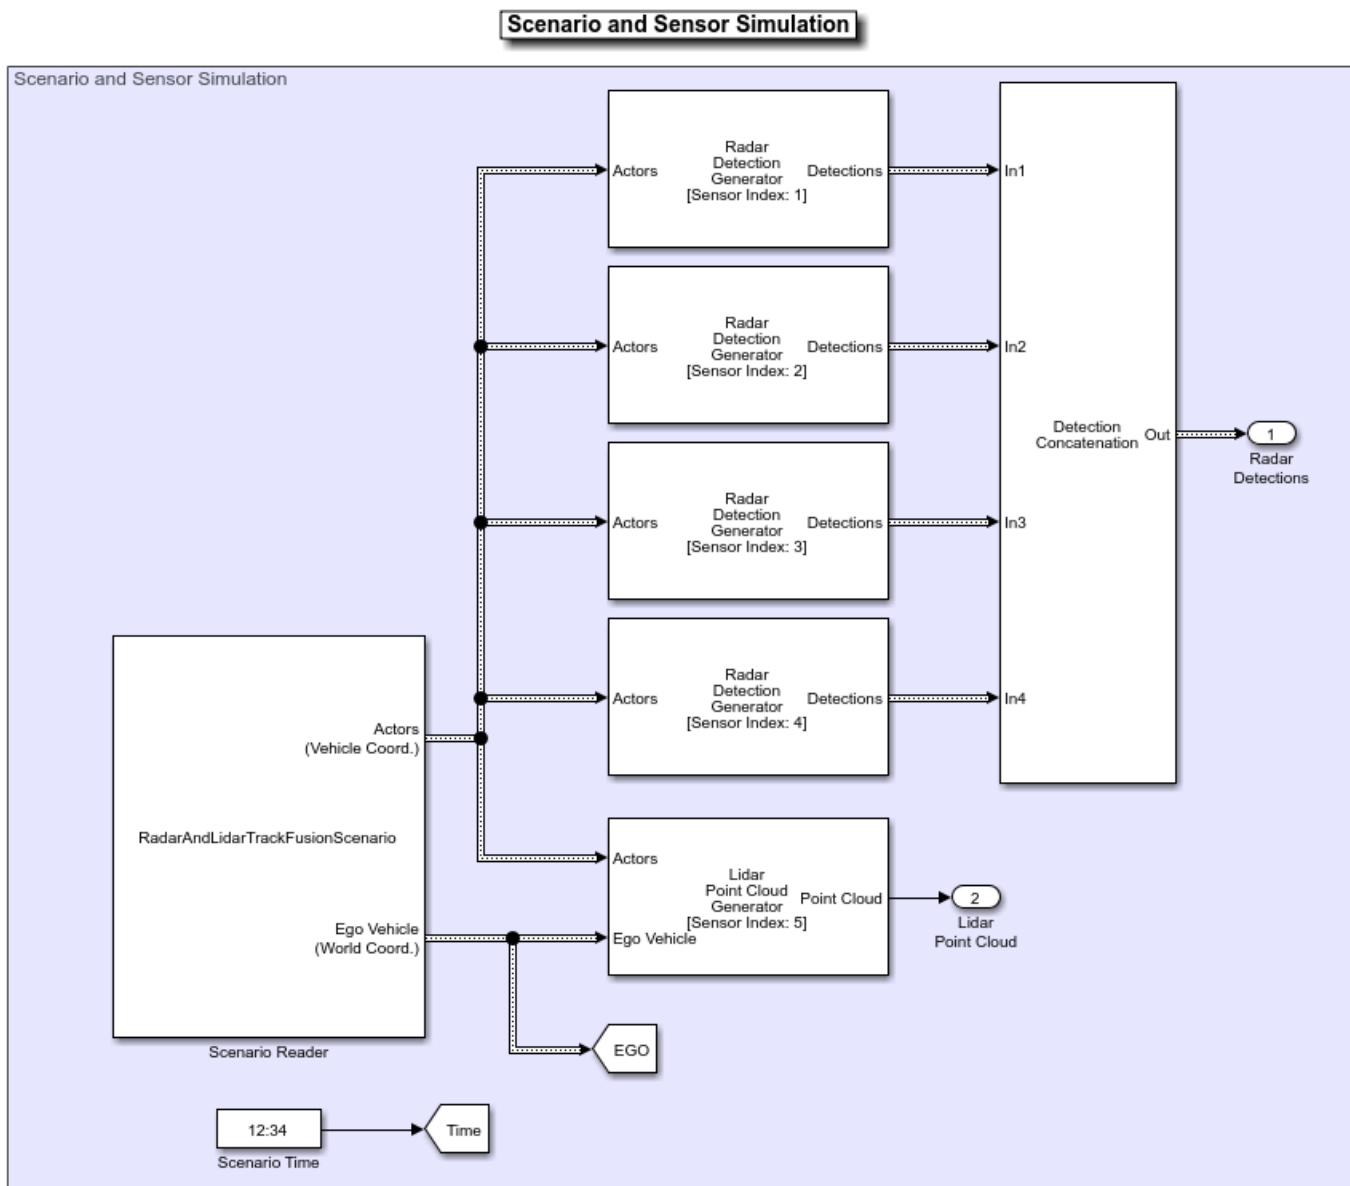 Scenario and Sensor Simulation
Scenario and Sensor Simulation
Actors
Radar
Detection
Generator
[Sensor Index: 1]
Detections
In1
Actors
Radar
Detection
Generator
[Sensor Index: 2]
Detections
In2
Detection
Concatenation
Out
1
Radar
Detections
Actors
Radar
Detection
Generator
[Sensor Index: 3]
Detections
In3
Actors
Radar
Detection
Generator
[Sensor Index: 4]
Detections
In4
Actors
(Vehicle Coord.)
RadarAndLidarTrackFusionScenario
Ego Vehicle
(World Coord.)
Scenario Reader
Actors
Lidar
Point Cloud
Generator
[Sensor Index: 5]
Ego Vehicle
Point Cloud
2
Lidar
Point Cloud
EGO
12:34
Scenario Time
Time